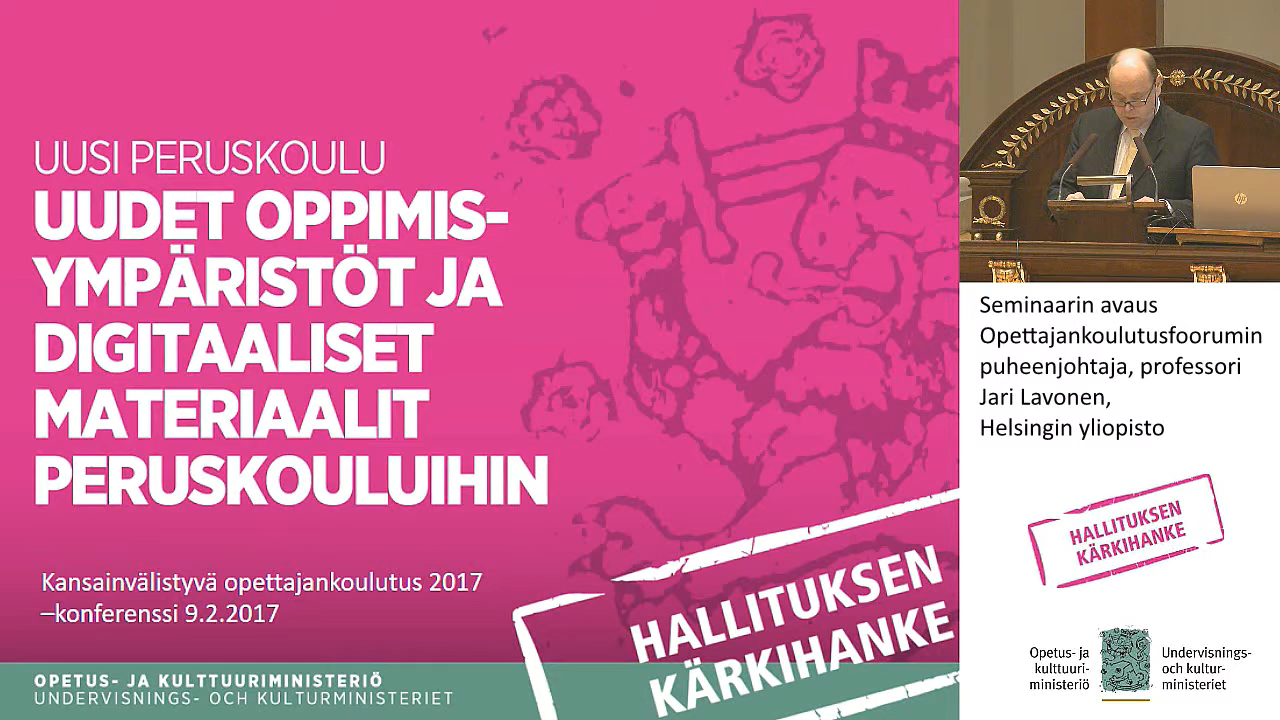 UUSI PERUSKOULU
UUDET OPPIMIS-
YMPÄRISTÖT JA
DIGITAALISET
MATERIAALIT
PERUSKOULUIHIN
Kansainvälistyvä opettajankoulutus 2017
–konferenssi 9.2.2017
HALLITUKSEN
KÄRKIHANKE
OPETUS- JA KULTTUURIMINISTERIÖ
UNDERVISNINGS- OCH KULTURMINISTERIET
hp
Seminaarin avaus
Opettajankoulutusfoorumin
puheenjohtaja, professori
Jari Lavonen,
Helsingin yliopisto
HALLITUKSEN
KÄRKIHANKE
Opetus- ja
kulttuuri-
ministeriö
Undervisnings-
och kultur-
ministeriet